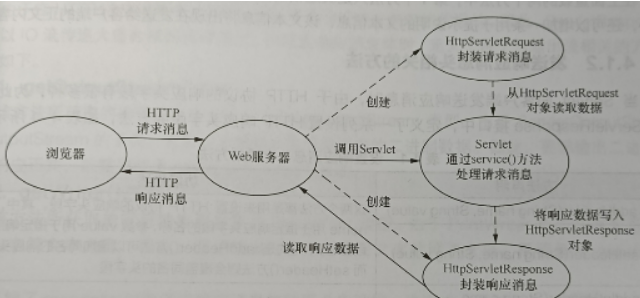 4.1.2
HttpServletRequest
封装请求消息
创建
从HttpServletRequest
对象读取数据
HTTP
请求消息
浏览器
Web服务器
调用Servlet
Servlet
通过service()方法
处理请求消息
HTTP
响应消息
创建
将响应数据写入
HttpServletResponse
对象
读取响应数据
HttpServletResponse
封装响应消息